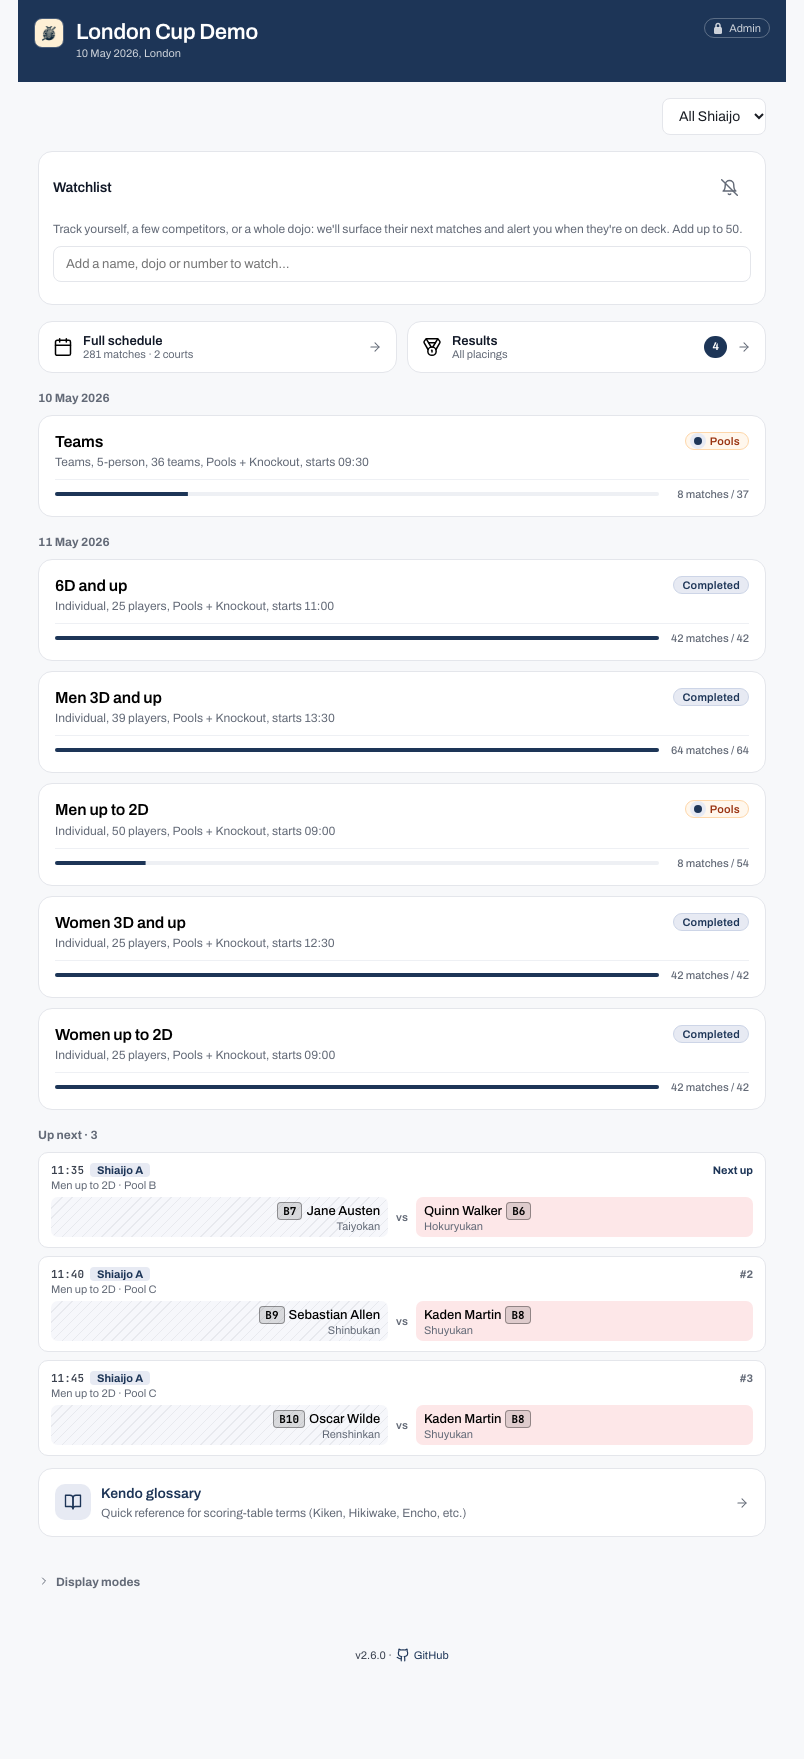 London Cup Demo
10 May 2026, London
Admin
All Shiaijo
Watchlist
Track yourself, a few competitors, or a whole dojo: we'll surface their next matches and alert you when they're on deck. Add up to 50.
Add a name, dojo or number to watch...
Full schedule
281 matches · 2 courts
Results
All placings
4
10 May 2026
Teams
Pools
Teams, 5-person, 36 teams, Pools + Knockout, starts 09:30
8 matches / 37
11 May 2026
6D and up
Completed
Individual, 25 players, Pools + Knockout, starts 11:00
42 matches / 42
Men 3D and up
Completed
Individual, 39 players, Pools + Knockout, starts 13:30
64 matches / 64
Men up to 2D
Pools
Individual, 50 players, Pools + Knockout, starts 09:00
8 matches / 54
Women 3D and up
Completed
Individual, 25 players, Pools + Knockout, starts 12:30
42 matches / 42
Women up to 2D
Completed
Individual, 25 players, Pools + Knockout, starts 09:00
42 matches / 42
Up next · 3
11:35 Shiaijo A Next up
Men up to 2D · Pool B
B7 Jane Austen vs Quinn Walker B6
Taiyokan Hokuryukan
11:40 Shiaijo A #2
Men up to 2D · Pool C
B9 Sebastian Allen vs Kaden Martin B8
Shinbukan Shuyukan
11:45 Shiaijo A #3
Men up to 2D · Pool C
B10 Oscar Wilde vs Kaden Martin B8
Renshinkan Shuyukan
Kendo glossary
Quick reference for scoring-table terms (Kiken, Hikiwake, Encho, etc.)
Display modes
v2.6.0 · GitHub